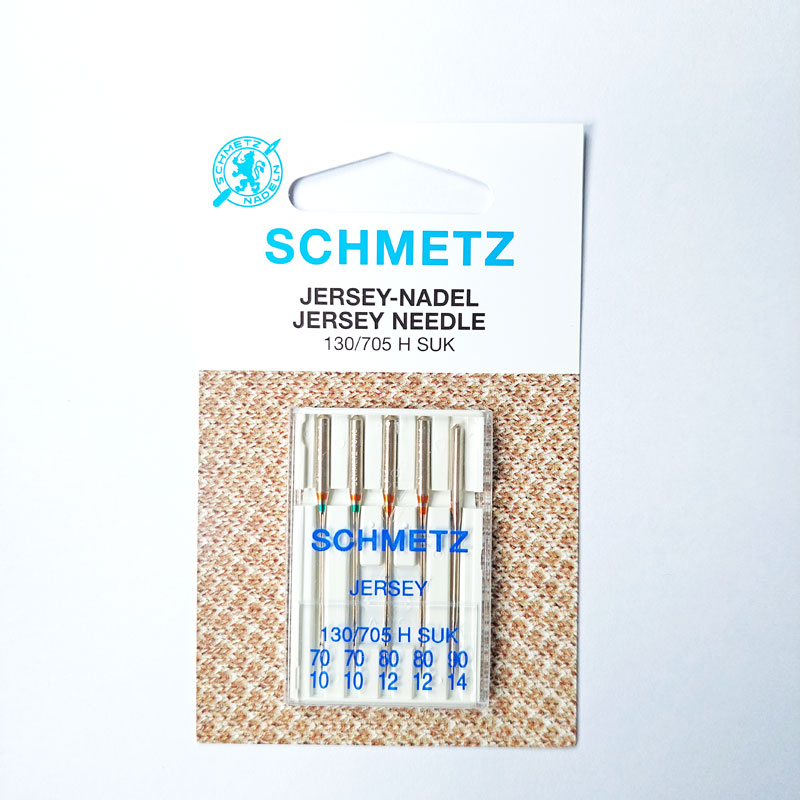 SCHMETZ
NADELN
SCHMETZ
JERSEY-NADEL
JERSEY NEEDLE
130/705 H SUK
SCHMETZ
JERSEY
130/705 H SUK
70 70 80 80 90
10 10 12 12 14